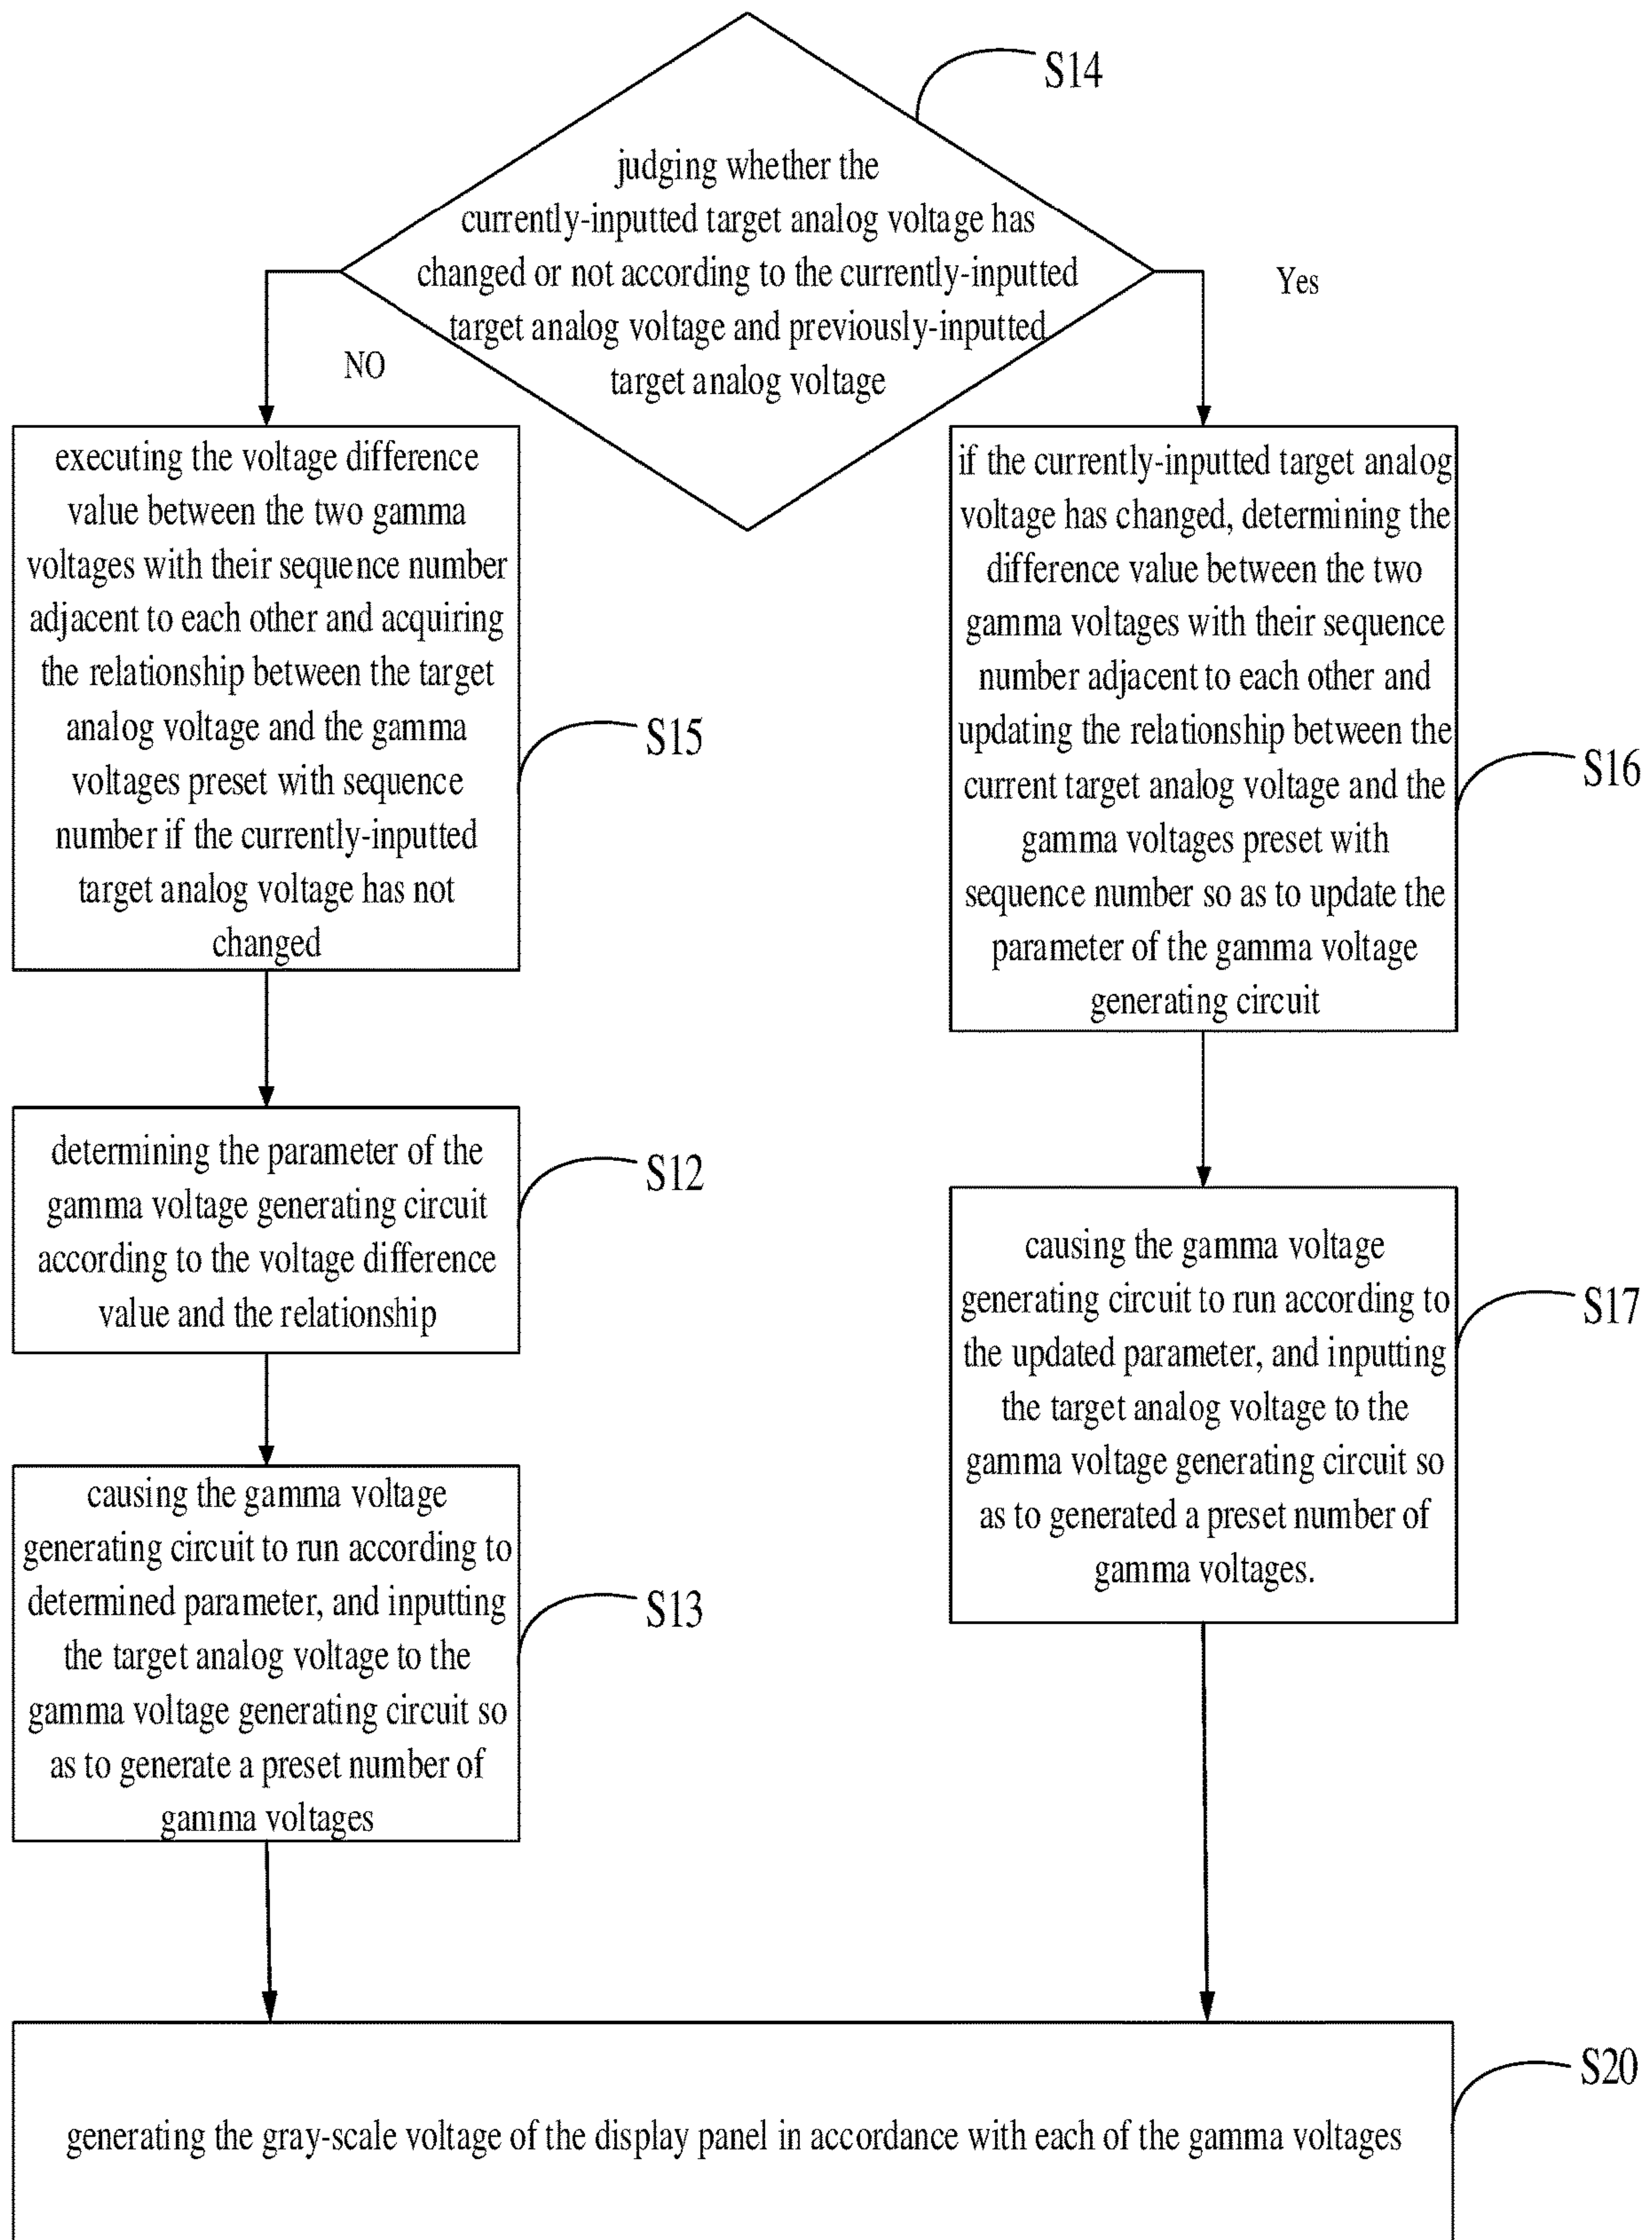 S14
judging whether the
currently-inputted target analog voltage has
changed or not according to the currently-inputted
target analog voltage and previously-inputted
target analog voltage
Yes
NO
executing the voltage difference
value between the two gamma
voltages with their sequence number
adjacent to each other and acquiring
the relationship between the target
analog voltage and the gamma
voltages preset with sequence
number if the currently-inputted
target analog voltage has not
changed
S15
if the currently-inputted target analog
voltage has changed, determining the
difference value between the two
gamma voltages with their sequence
number adjacent to each other and
updating the relationship between the
current target analog voltage and the
gamma voltages preset with
sequence number so as to update the
parameter of the gamma voltage
generating circuit
S16
determining the parameter of the
gamma voltage generating circuit
according to the voltage difference
value and the relationship
S12
causing the gamma voltage
generating circuit to run according to
the updated parameter, and inputting
the target analog voltage to the
gamma voltage generating circuit so
as to generated a preset number of
gamma voltages.
S17
causing the gamma voltage
generating circuit to run according to
determined parameter, and inputting
the target analog voltage to the
gamma voltage generating circuit so
as to generate a preset number of
gamma voltages
S13
generating the gray-scale voltage of the display panel in accordance with each of the gamma voltages
S20